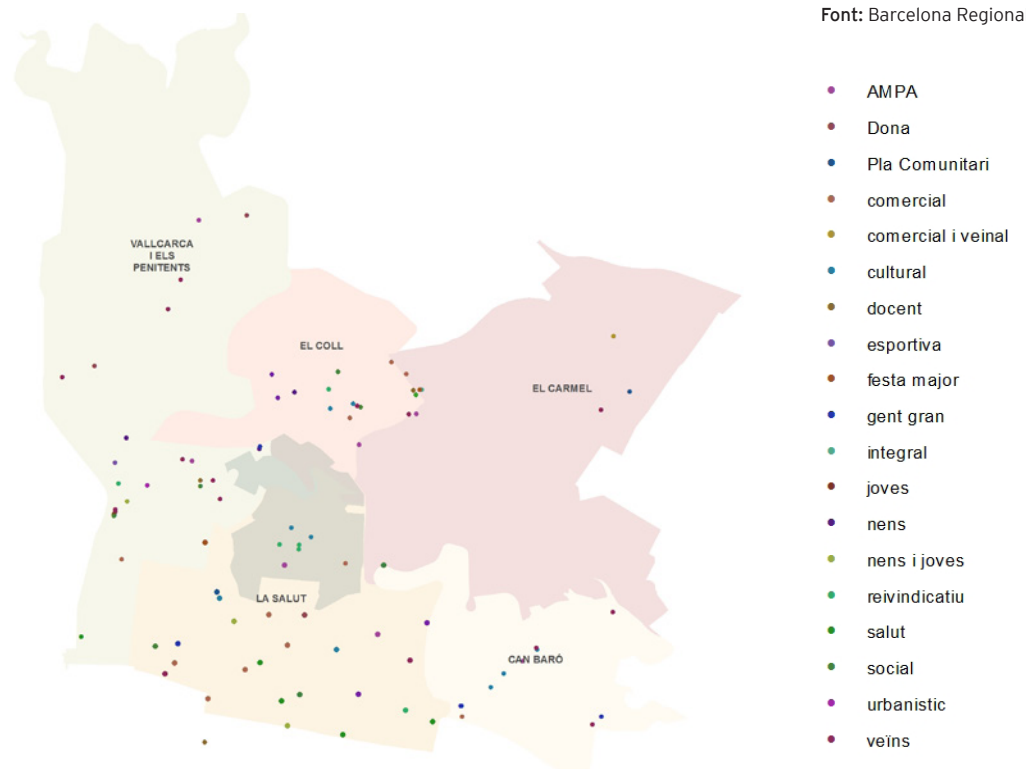 Font: Barcelona Regiona
AMPA
Dona
Pla Comunitari
comercial
comercial i veinal
cultural
docent
esportiva
festa major
gent gran
integral
joves
nens
nens i joves
reivindicatiu
salut
social
urbanistic
veïns
VALLCARCA
I ELS
PENITENTS
EL COLL
EL CARMEL
LA SALUT
CAN BARÓ